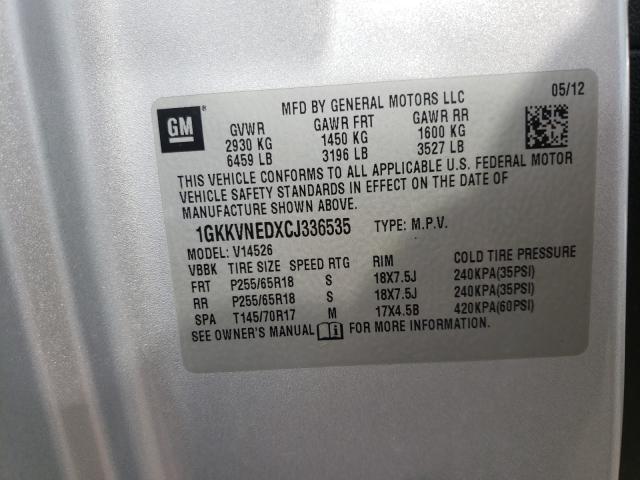 05/12
MFD BY GENERAL MOTORS LLC
GM
GVWR GAWR FRT GAWR RR
2930 KG 1450 KG 1600 KG
6459 LB 3196 LB 3527 LB
THIS VEHICLE CONFORMS TO ALL APPLICABLE U.S. FEDERAL MOTOR
VEHICLE SAFETY STANDARDS IN EFFECT ON THE DATE OF
MANUFACTURE SHOWN ABOVE.
1GKKVNEDXCJ336535 TYPE: M.P.V.
MODEL: V14526
VBBK TIRE SIZE SPEED RTG RIM COLD TIRE PRESSURE
FRT P255/65R18 S 18X7.5J 240KPA(35PSI)
RR P255/65R18 S 18X7.5J 240KPA(35PSI)
SPA T145/70R17 M 17X4.5B 420KPA(60PSI)
SEE OWNER'S MANUAL FOR MORE INFORMATION.